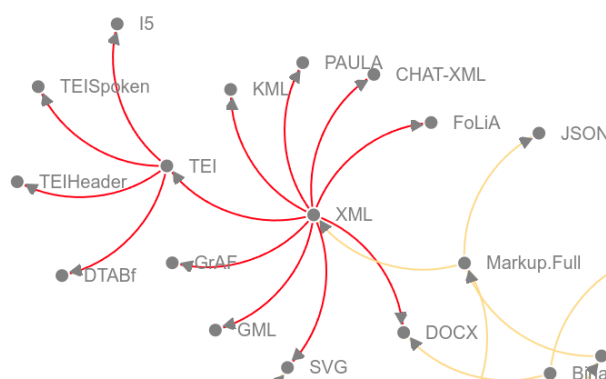 I5
PAULA
CHAT-XML
TEISpoken
KML
FoLiA
JSON
TEI
TEIHeader
XML
GrAF
Markup.Full
DTABf
GML
DOCX
SVG